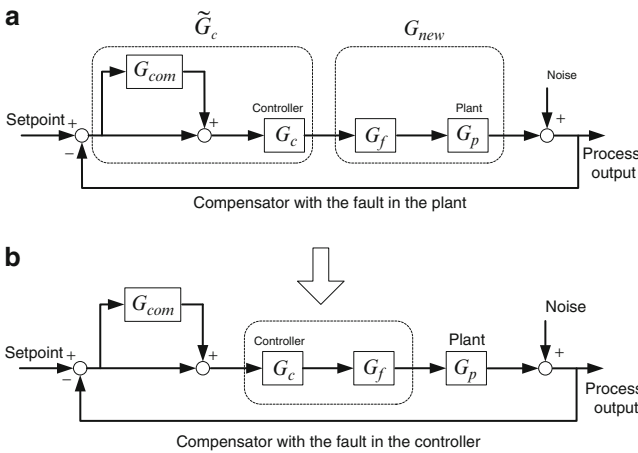 a
G̃c
Gnew
Gcom
Noise
Setpoint
+
−
+
Controller
Gc
Gf
Plant
Gp
+
Process
output
Compensator with the fault in the plant
b
Gcom
Noise
Setpoint
+
−
+
Controller
Gc
Gf
Plant
Gp
+
Process
output
Compensator with the fault in the controller